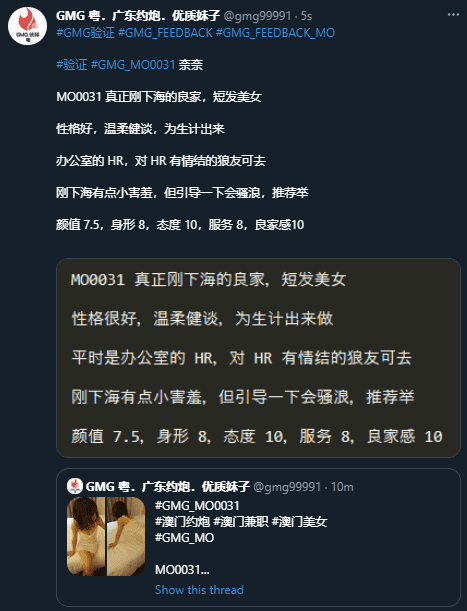 GMG 粤．广东约炮．优质妹子 @gmg99991 · 5s
#GMG验证 #GMG_FEEDBACK #GMG_FEEDBACK_MO
#验证 #GMG_MO0031 奈奈
MO0031 真正刚下海的良家，短发美女
性格好，温柔健谈，为生计出来
办公室的 HR，对 HR 有情结的狼友可去
刚下海有点小害羞，但引导一下会骚浪，推荐举
颜值 7.5，身形 8，态度 10，服务 8，良家感10
MO0031 真正刚下海的良家，短发美女
性格很好，温柔健谈，为生计出来做
平时是办公室的 HR，对 HR 有情结的狼友可去
刚下海有点小害羞，但引导一下会骚浪，推荐举
颜值 7.5，身形 8，态度 10，服务 8，良家感 10
GMG 粤．广东约炮．优质妹子 @gmg99991 · 10m
#GMG_MO0031
#澳门约炮 #澳门兼职 #澳门美女
#GMG_MO
MO0031...
Show this thread